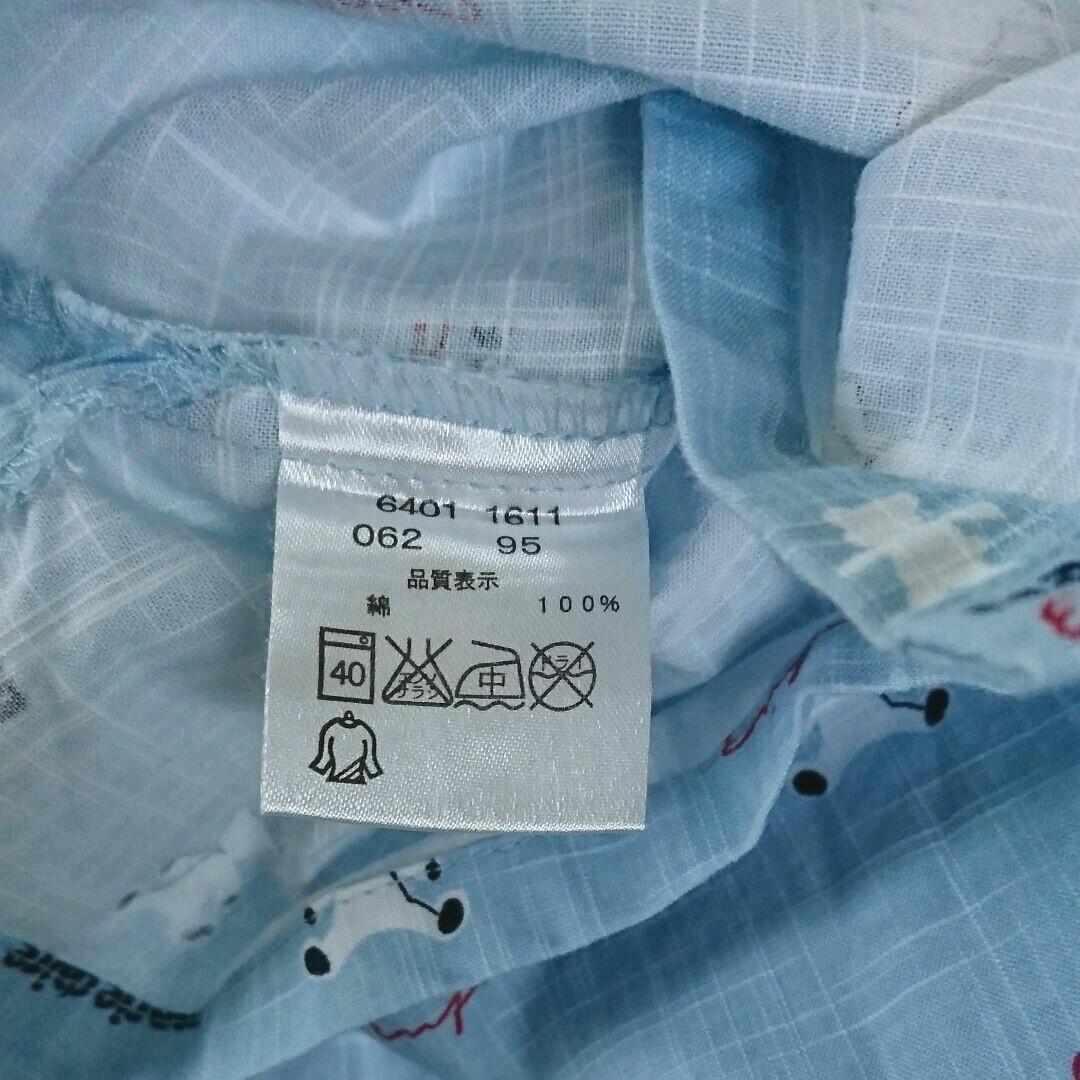 6401 1611
062 95
品質表示
綿 100%
40 エンソサラシ 中 ドライ